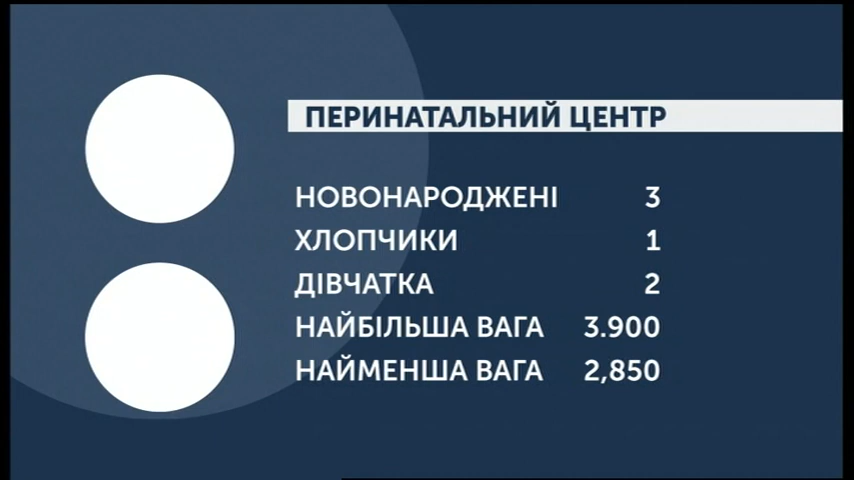 ПЕРИНАТАЛЬНИЙ ЦЕНТР
НОВОНАРОДЖЕНІ 3
ХЛОПЧИКИ 1
ДІВЧАТКА 2
НАЙБІЛЬША ВАГА 3.900
НАЙМЕНША ВАГА 2,850